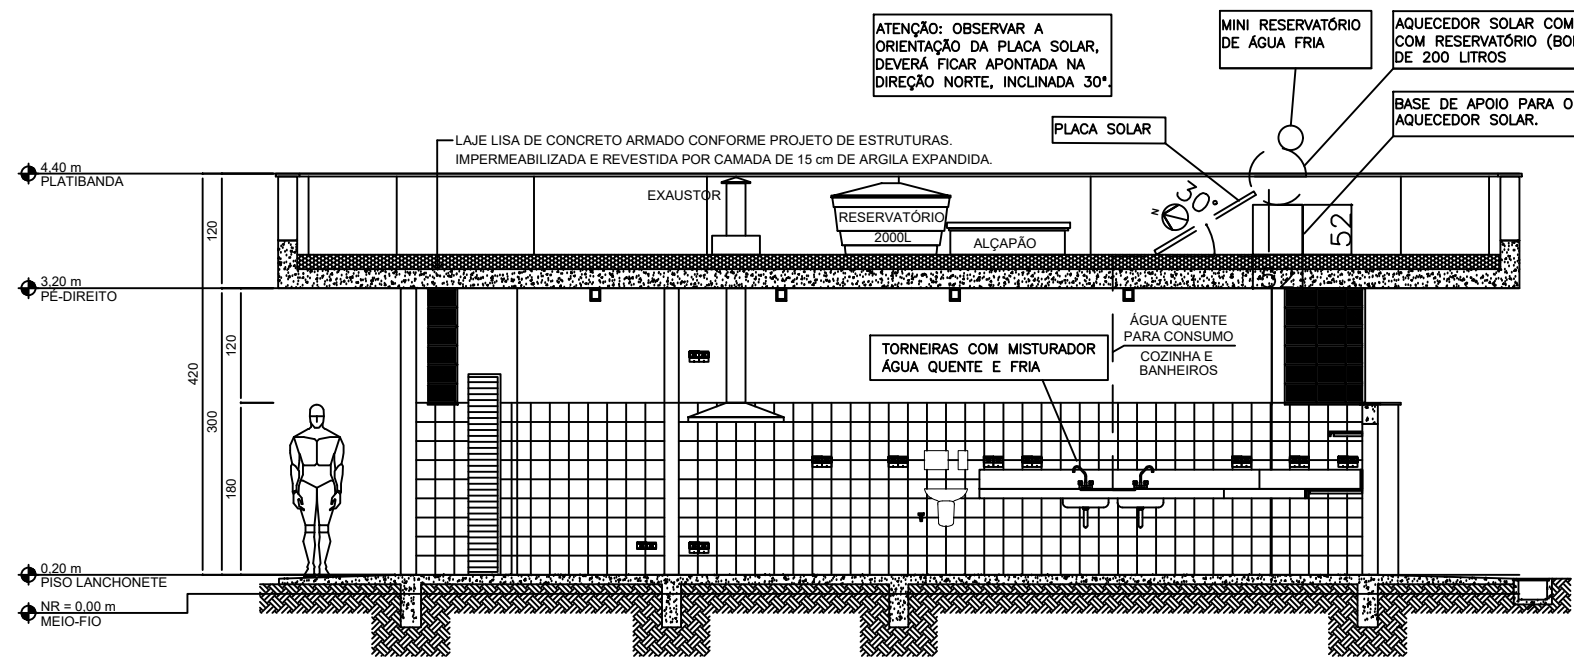 ATENÇÃO: OBSERVAR A
ORIENTAÇÃO DA PLACA SOLAR,
DEVERÁ FICAR APONTADA NA
DIREÇÃO NORTE, INCLINADA 30°.
MINI RESERVATÓRIO
DE ÁGUA FRIA
AQUECEDOR SOLAR COM
COM RESERVATÓRIO (BO
DE 200 LITROS
BASE DE APOIO PARA O
AQUECEDOR SOLAR.
PLACA SOLAR
LAJE LISA DE CONCRETO ARMADO CONFORME PROJETO DE ESTRUTURAS.
IMPERMEABILIZADA E REVESTIDA POR CAMADA DE 15 cm DE ARGILA EXPANDIDA.
4,40 m
PLATIBANDA
EXAUSTOR
RESERVATÓRIO
2000L
ALÇAPÃO
N
30°
52
120
3,20 m
PÉ-DIREITO
ÁGUA QUENTE
PARA CONSUMO
COZINHA E
BANHEIROS
TORNEIRAS COM MISTURADOR
ÁGUA QUENTE E FRIA
120
420
300
180
0,20 m
PISO LANCHONETE
NR = 0,00 m
MEIO-FIO